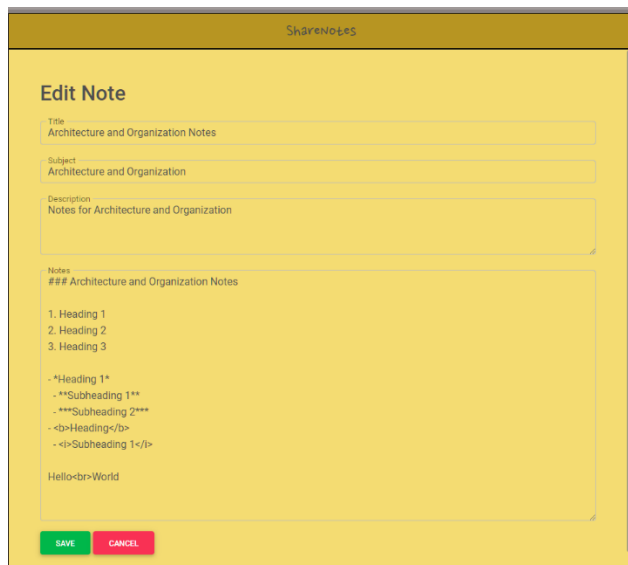 ShareNotes
Edit Note
Title
Architecture and Organization Notes
Subject
Architecture and Organization
Description
Notes for Architecture and Organization
Notes
### Architecture and Organization Notes
1. Heading 1
2. Heading 2
3. Heading 3
- *Heading 1*
  - **Subheading 1**
  - ***Subheading 2***
- <b>Heading</b>
  - <i>Subheading 1</i>
Hello<br>World
SAVE CANCEL